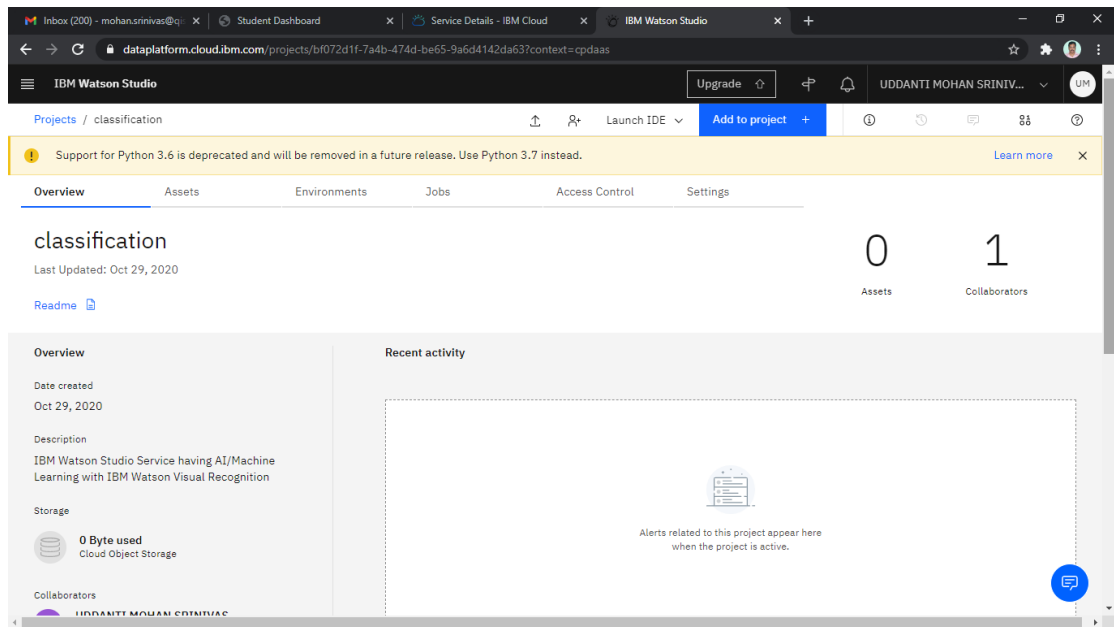 Inbox (200) - mohan.srinivas@qi
Student Dashboard
Service Details - IBM Cloud
IBM Watson Studio
dataplatform.cloud.ibm.com/projects/bf072d1f-7a4b-474d-be65-9a6d4142da63?context=cpdaas
IBM Watson Studio
Upgrade
UDDANTI MOHAN SRINIV...
UM
Projects / classification
Launch IDE
Add to project +
Support for Python 3.6 is deprecated and will be removed in a future release. Use Python 3.7 instead.
Learn more
Overview
Assets
Environments
Jobs
Access Control
Settings
classification
Last Updated: Oct 29, 2020
Readme
0
Assets
1
Collaborators
Overview
Date created
Oct 29, 2020
Description
IBM Watson Studio Service having AI/Machine
Learning with IBM Watson Visual Recognition
Storage
0 Byte used
Cloud Object Storage
Collaborators
UDDANTI MOHAN SRINIVAS
Recent activity
Alerts related to this project appear here
when the project is active.